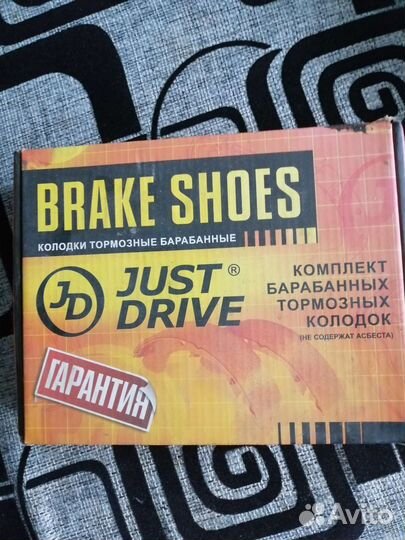 BRAKE SHOES
КОЛОДКИ ТОРМОЗНЫЕ БАРАБАННЫЕ
JD
JUST ®
DRIVE
КОМПЛЕКТ
БАРАБАННЫХ
ТОРМОЗНЫХ
КОЛОДОК
(НЕ СОДЕРЖАТ АСБЕСТА)
ГАРАНТИЯ
Avito